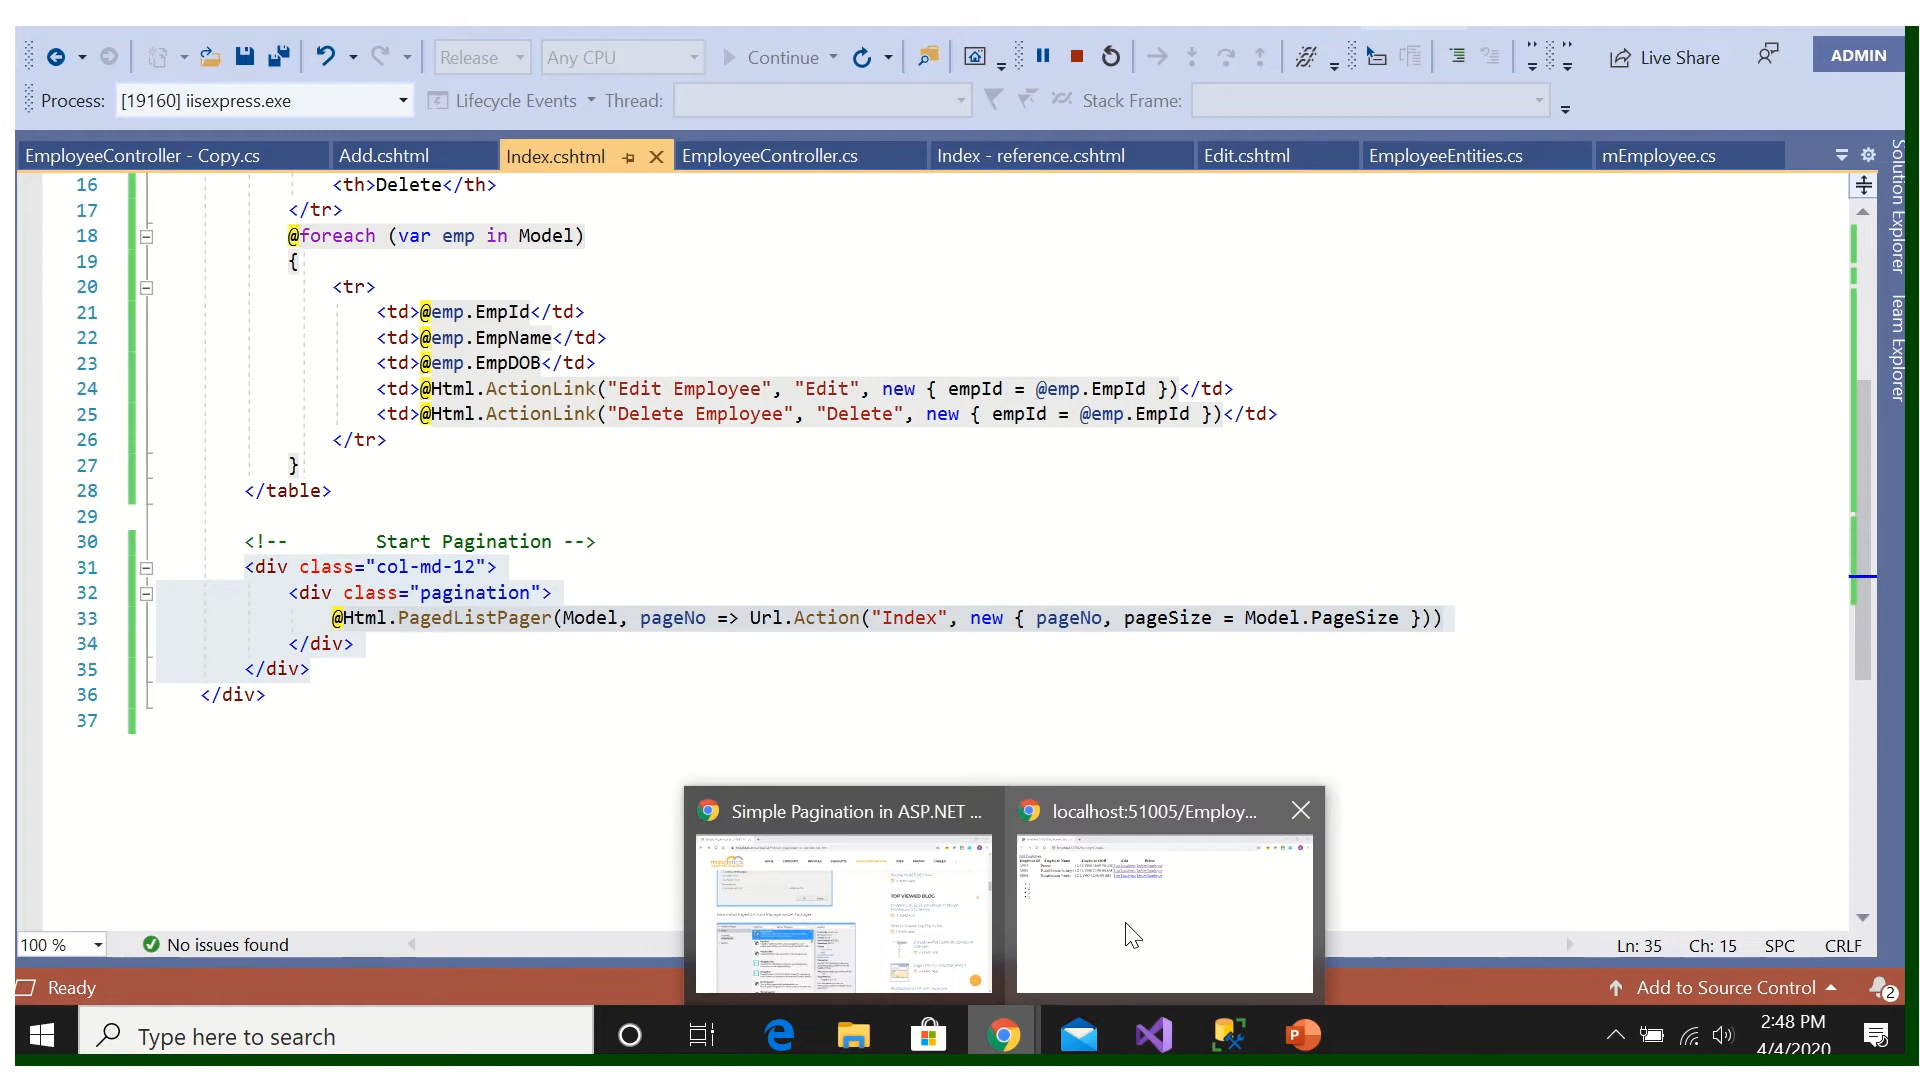 Release Any CPU Continue Live Share ADMIN
Process: [19160] iisexpress.exe Lifecycle Events Thread: Stack Frame:
EmployeeController - Copy.cs Add.cshtml Index.cshtml EmployeeController.cs Index - reference.cshtml Edit.cshtml EmployeeEntities.cs mEmployee.cs
Solution Explorer
Team Explorer
16 <th>Delete</th>
17 </tr>
18 @foreach (var emp in Model)
19 {
20 <tr>
21 <td>@emp.EmpId</td>
22 <td>@emp.EmpName</td>
23 <td>@emp.EmpDOB</td>
24 <td>@Html.ActionLink("Edit Employee", "Edit", new { empId = @emp.EmpId })</td>
25 <td>@Html.ActionLink("Delete Employee", "Delete", new { empId = @emp.EmpId })</td>
26 </tr>
27 }
28 </table>
29
30 <!-- Start Pagination -->
31 <div class="col-md-12">
32 <div class="pagination">
33 @Html.PagedListPager(Model, pageNo => Url.Action("Index", new { pageNo, pageSize = Model.PageSize }))
34 </div>
35 </div>
36 </div>
37
Simple Pagination in ASP.NET ... localhost:51005/Employ...
mindstick
TOP VIEWED BLOG
100 % No issues found Ln: 35 Ch: 15 SPC CRLF
Ready Add to Source Control 2
Type here to search 2:48 PM
4/4/2020